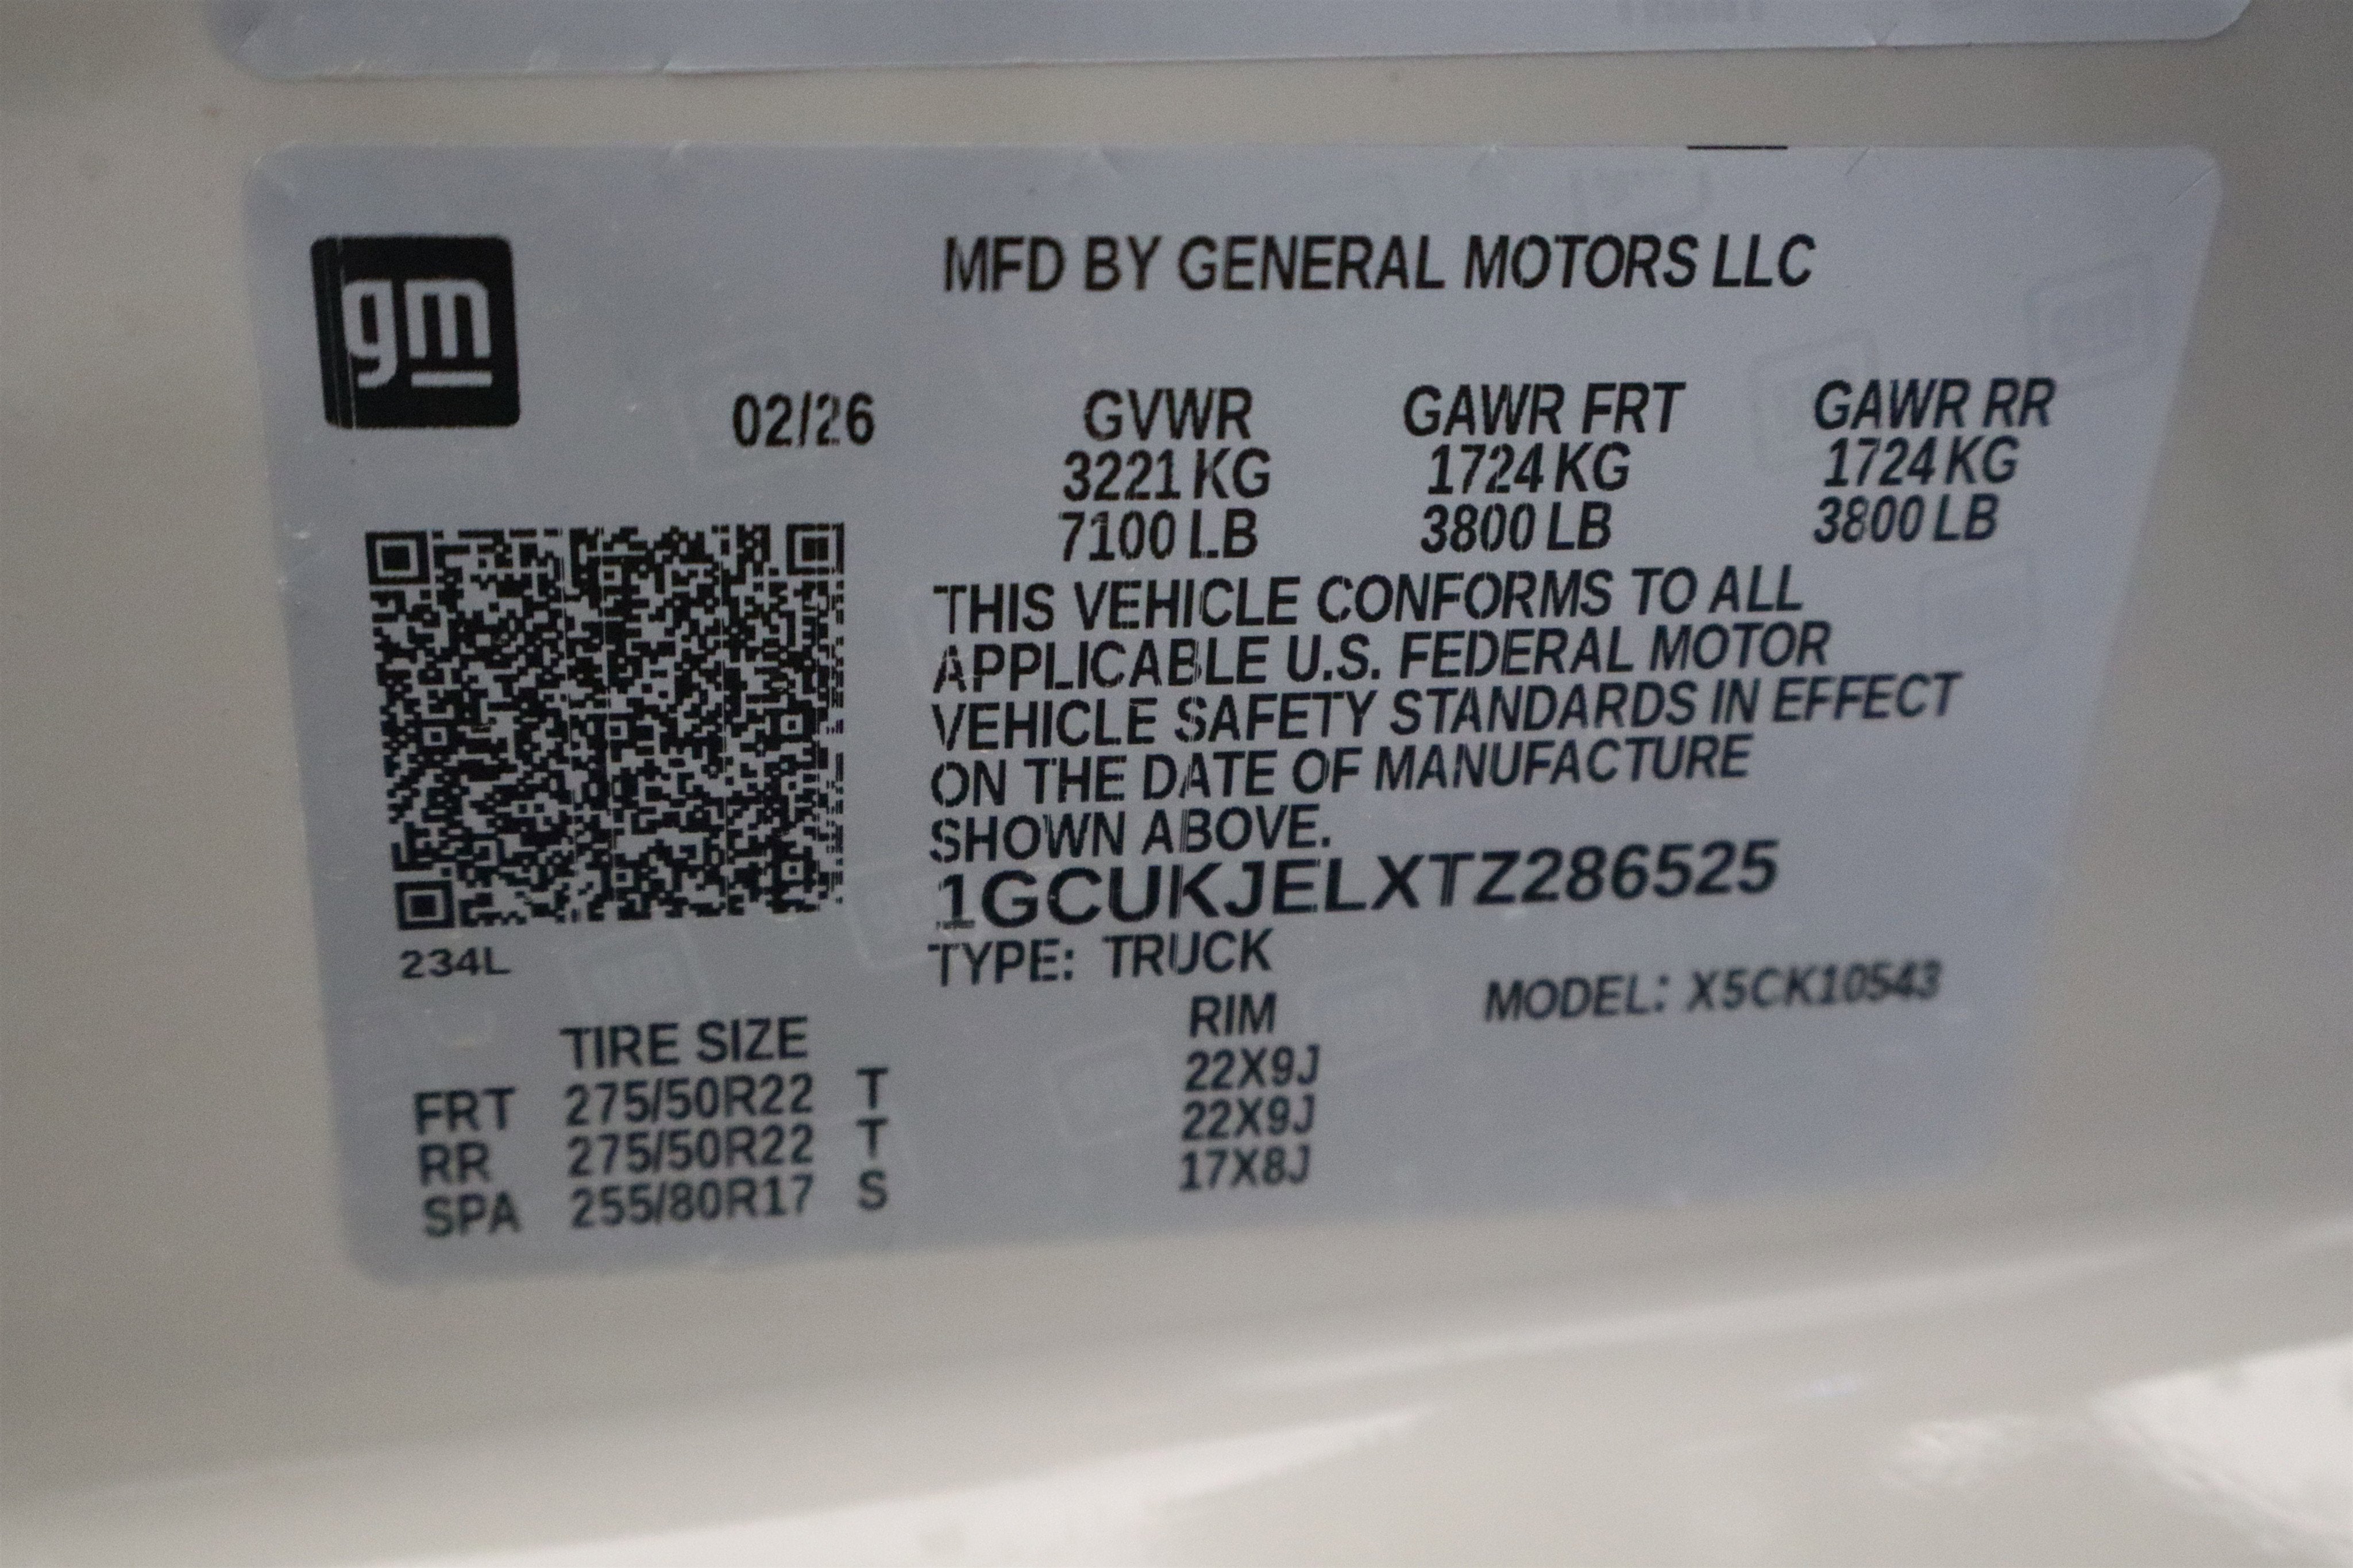 gm
MFD BY GENERAL MOTORS LLC
02/26
GVWR GAWR FRT GAWR RR
3221 KG 1724 KG 1724 KG
7100 LB 3800 LB 3800 LB
THIS VEHICLE CONFORMS TO ALL
APPLICABLE U.S. FEDERAL MOTOR
VEHICLE SAFETY STANDARDS IN EFFECT
ON THE DATE OF MANUFACTURE
SHOWN ABOVE.
1GCUKJELXTZ286525
234L
TYPE: TRUCK
MODEL: X5CK10543
TIRE SIZE RIM
FRT 275/50R22 T 22X9J
RR 275/50R22 T 22X9J
SPA 255/80R17 S 17X8J